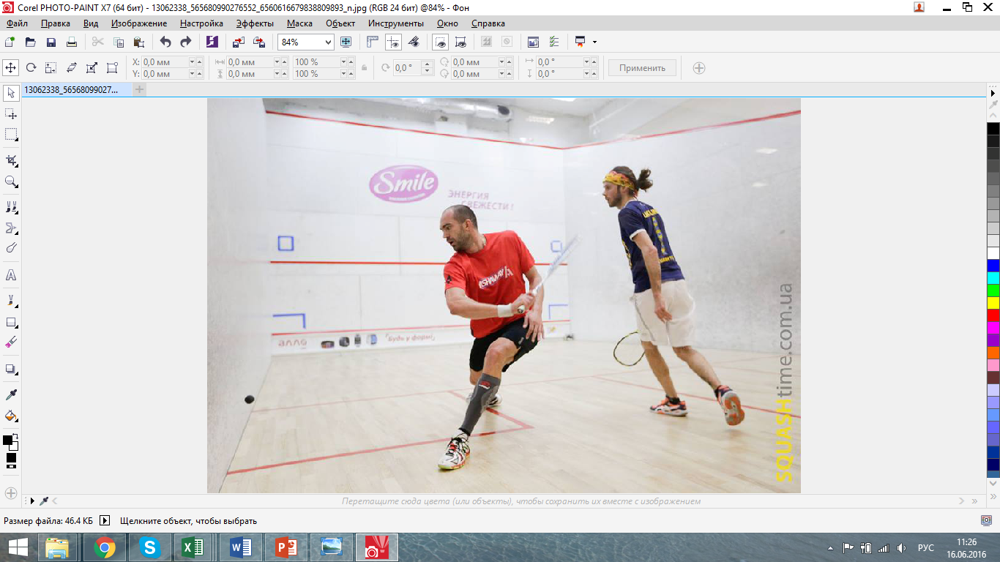 Corel PHOTO-PAINT X7 (64 бит) - 13062338_565680990276552_6560616679838809893_n.jpg (RGB 24 бит) @84% - Фон
Файл Правка Вид Изображение Настройка Эффекты Маска Объект Инструменты Окно Справка
84%
X: 0,0 мм 0,0 мм 100 % 0,0 ° 0,0 мм 0,0 °
Y: 0,0 мм 0,0 мм 100 % 0,0 мм 0,0 °
Применить
13062338_56568099027...
Smile
ЭНЕРГИЯ
СВЕЖЕСТИ!
алло
"Будь у формі"
SQUASHtime.com.ua
Перетащите сюда цвета (или объекты), чтобы сохранить их вместе с изображением
Размер файла: 46.4 КБ Щелкните объект, чтобы выбрать
РУС
11:26
16.06.2016